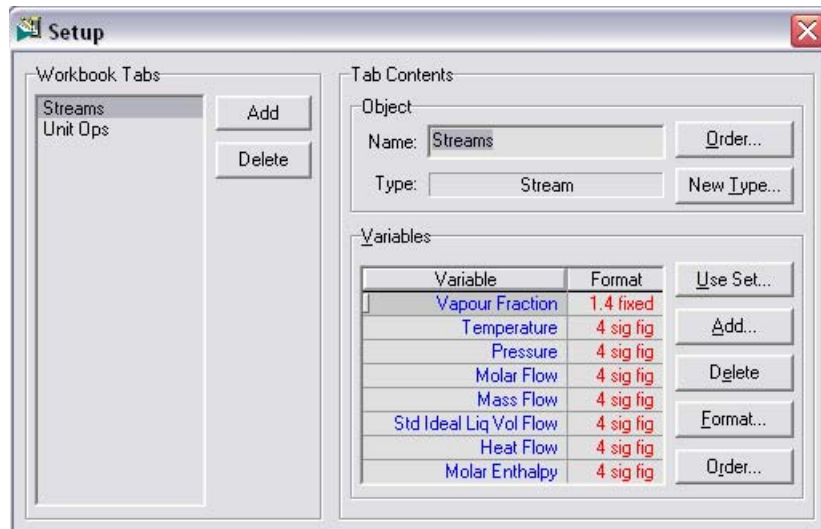 Setup
Workbook Tabs
Streams
Unit Ops
Add
Delete
Tab Contents
Object
Name: Streams
Order...
Type: Stream
New Type...
Variables
Variable Format
Vapour Fraction 1.4 fixed
Temperature 4 sig fig
Pressure 4 sig fig
Molar Flow 4 sig fig
Mass Flow 4 sig fig
Std Ideal Liq Vol Flow 4 sig fig
Heat Flow 4 sig fig
Molar Enthalpy 4 sig fig
Use Set...
Add...
Delete
Format...
Order...